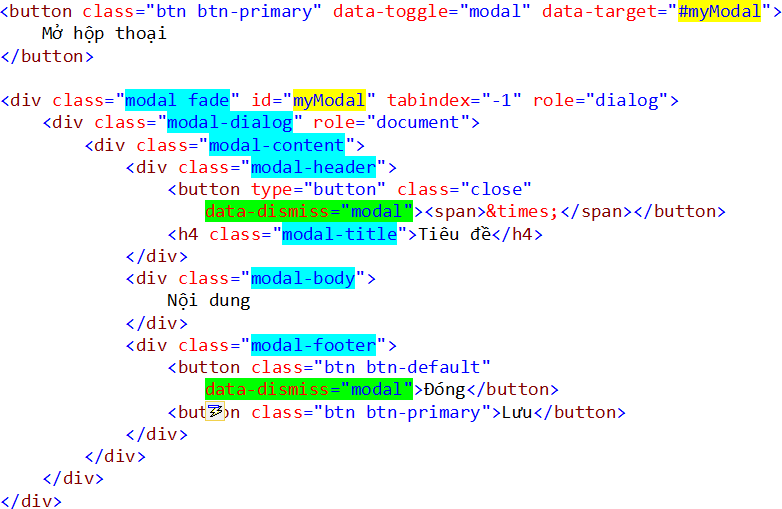 <button class="btn btn-primary" data-toggle="modal" data-target="#myModal">
    Mở hộp thoại
</button>

<div class="modal fade" id="myModal" tabindex="-1" role="dialog">
    <div class="modal-dialog" role="document">
        <div class="modal-content">
            <div class="modal-header">
                <button type="button" class="close"
                    data-dismiss="modal"><span>&times;</span></button>
                <h4 class="modal-title">Tiêu đề</h4>
            </div>
            <div class="modal-body">
                Nội dung
            </div>
            <div class="modal-footer">
                <button class="btn btn-default"
                    data-dismiss="modal">Đóng</button>
                <button class="btn btn-primary">Lưu</button>
            </div>
        </div>
    </div>
</div>